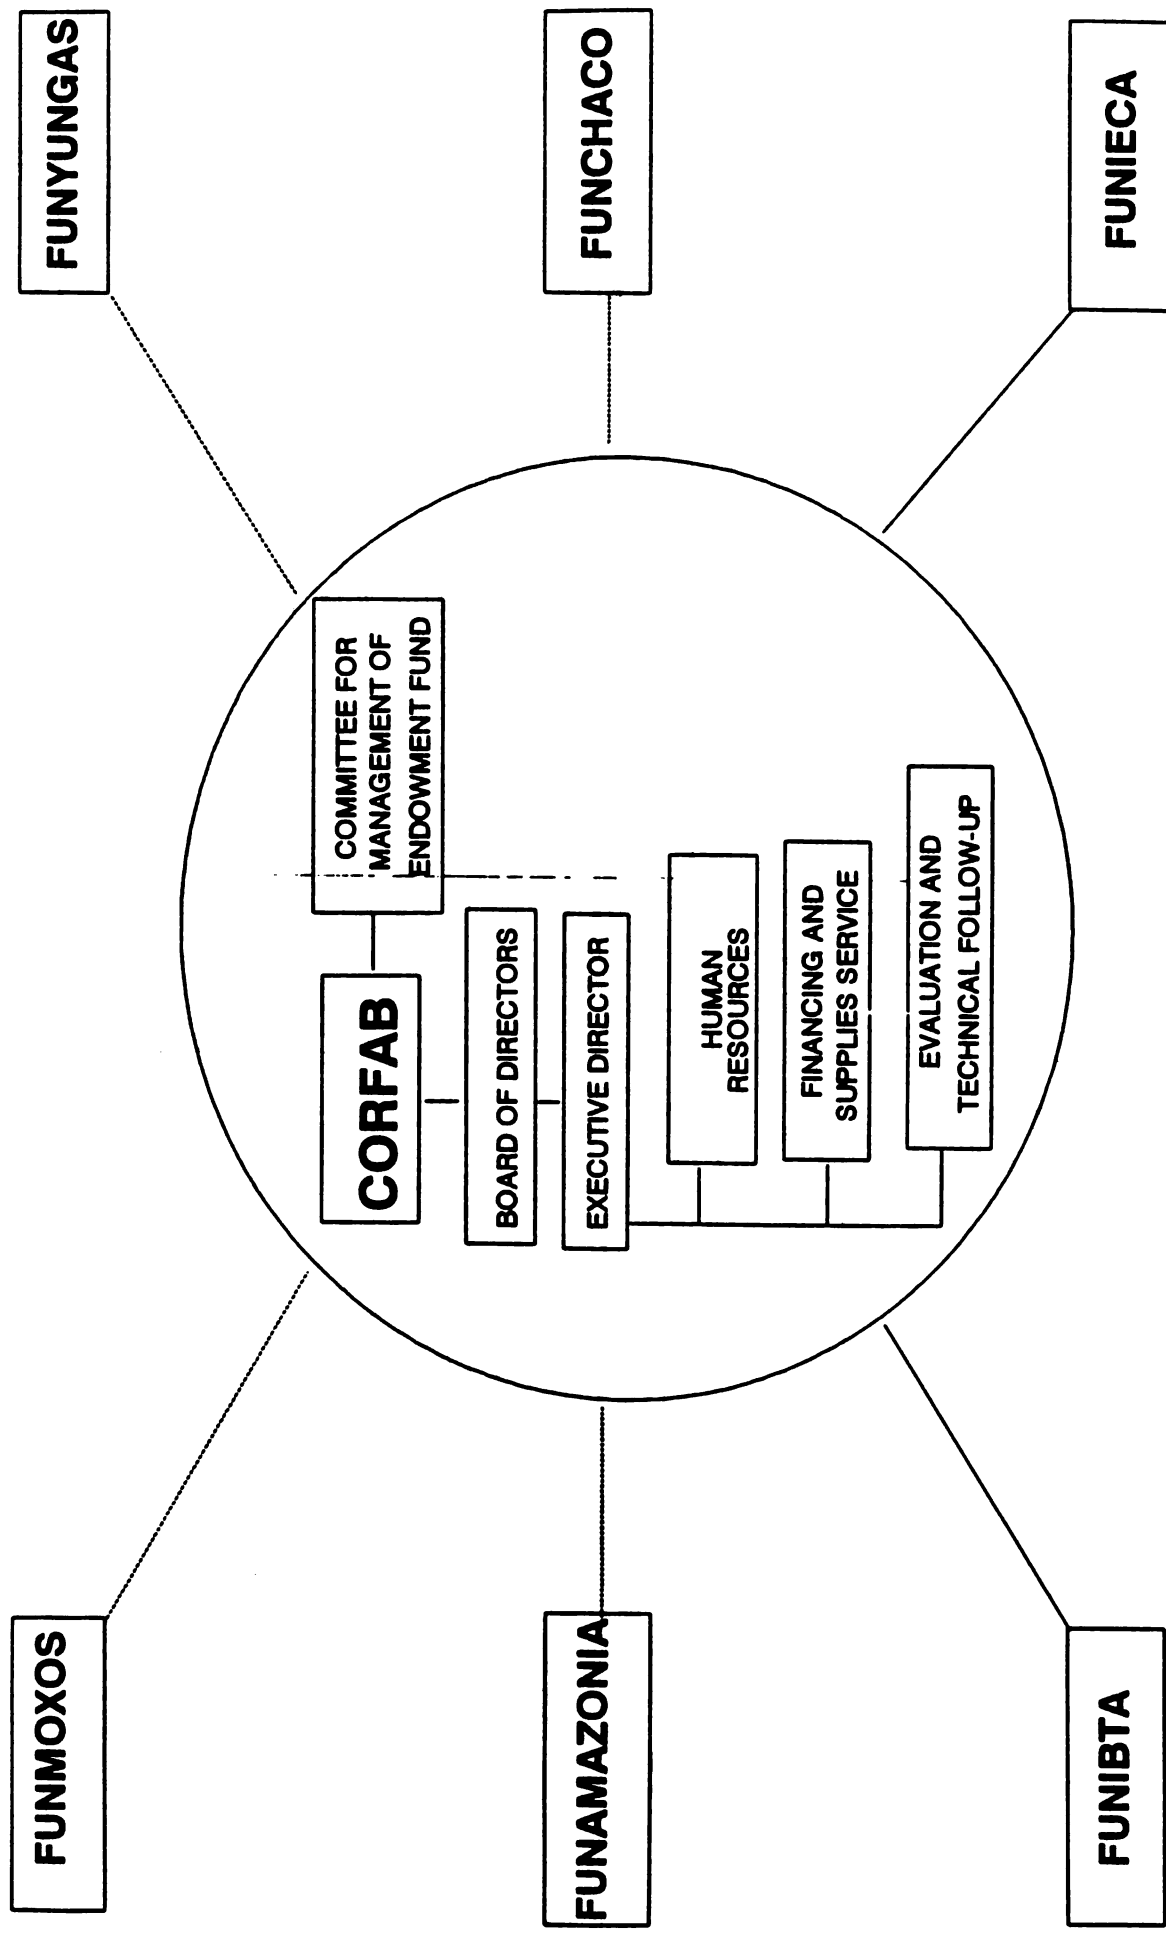 FUNMOXOS
FUNYUNGAS
CORFAB
COMMITTEE FOR
MANAGEMENT OF
ENDOWMENT FUND
BOARD OF DIRECTORS
EXECUTIVE DIRECTOR
FUNAMAZONIA
FUNCHACO
HUMAN
RESOURCES
FINANCING AND
SUPPLIES SERVICE
EVALUATION AND
TECHNICAL FOLLOW-UP
FUNIBTA
FUNIECA